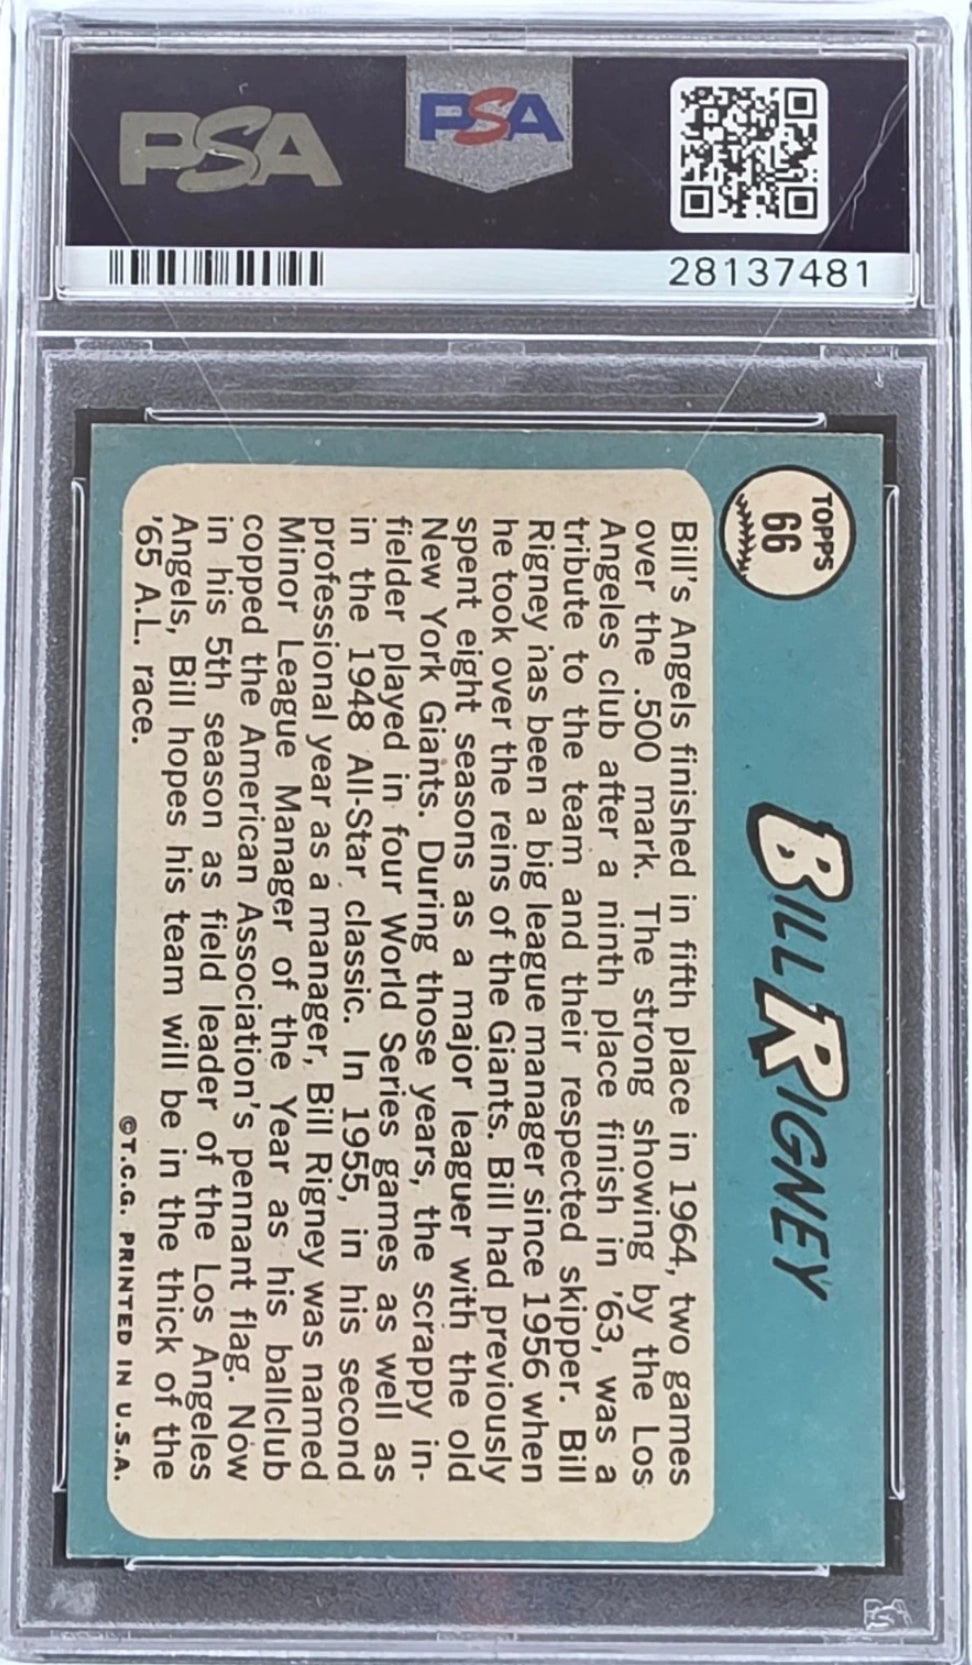 PSA
PSA
28137481
TOPPS
66
BILL RIGNEY
Bill's Angels finished in fifth place in 1964, two games
over the .500 mark. The strong showing by the Los
Angeles club after a ninth place finish in '63, was a
tribute to the team and their respected skipper. Bill
Rigney has been a big league manager since 1956 when
he took over the reins of the Giants. Bill had previously
spent eight seasons as a major leaguer with the old
New York Giants. During those years, the scrappy in-
fielder played in four World Series games as well as
in the 1948 All-Star classic. In 1955, in his second
professional year as a manager, Bill Rigney was named
Minor League Manager of the Year as his ballclub
copped the American Association's pennant flag. Now
in his 5th season as field leader of the Los Angeles
Angels, Bill hopes his team will be in the thick of the
'65 A.L. race.
©T.C.G. PRINTED IN U.S.A.